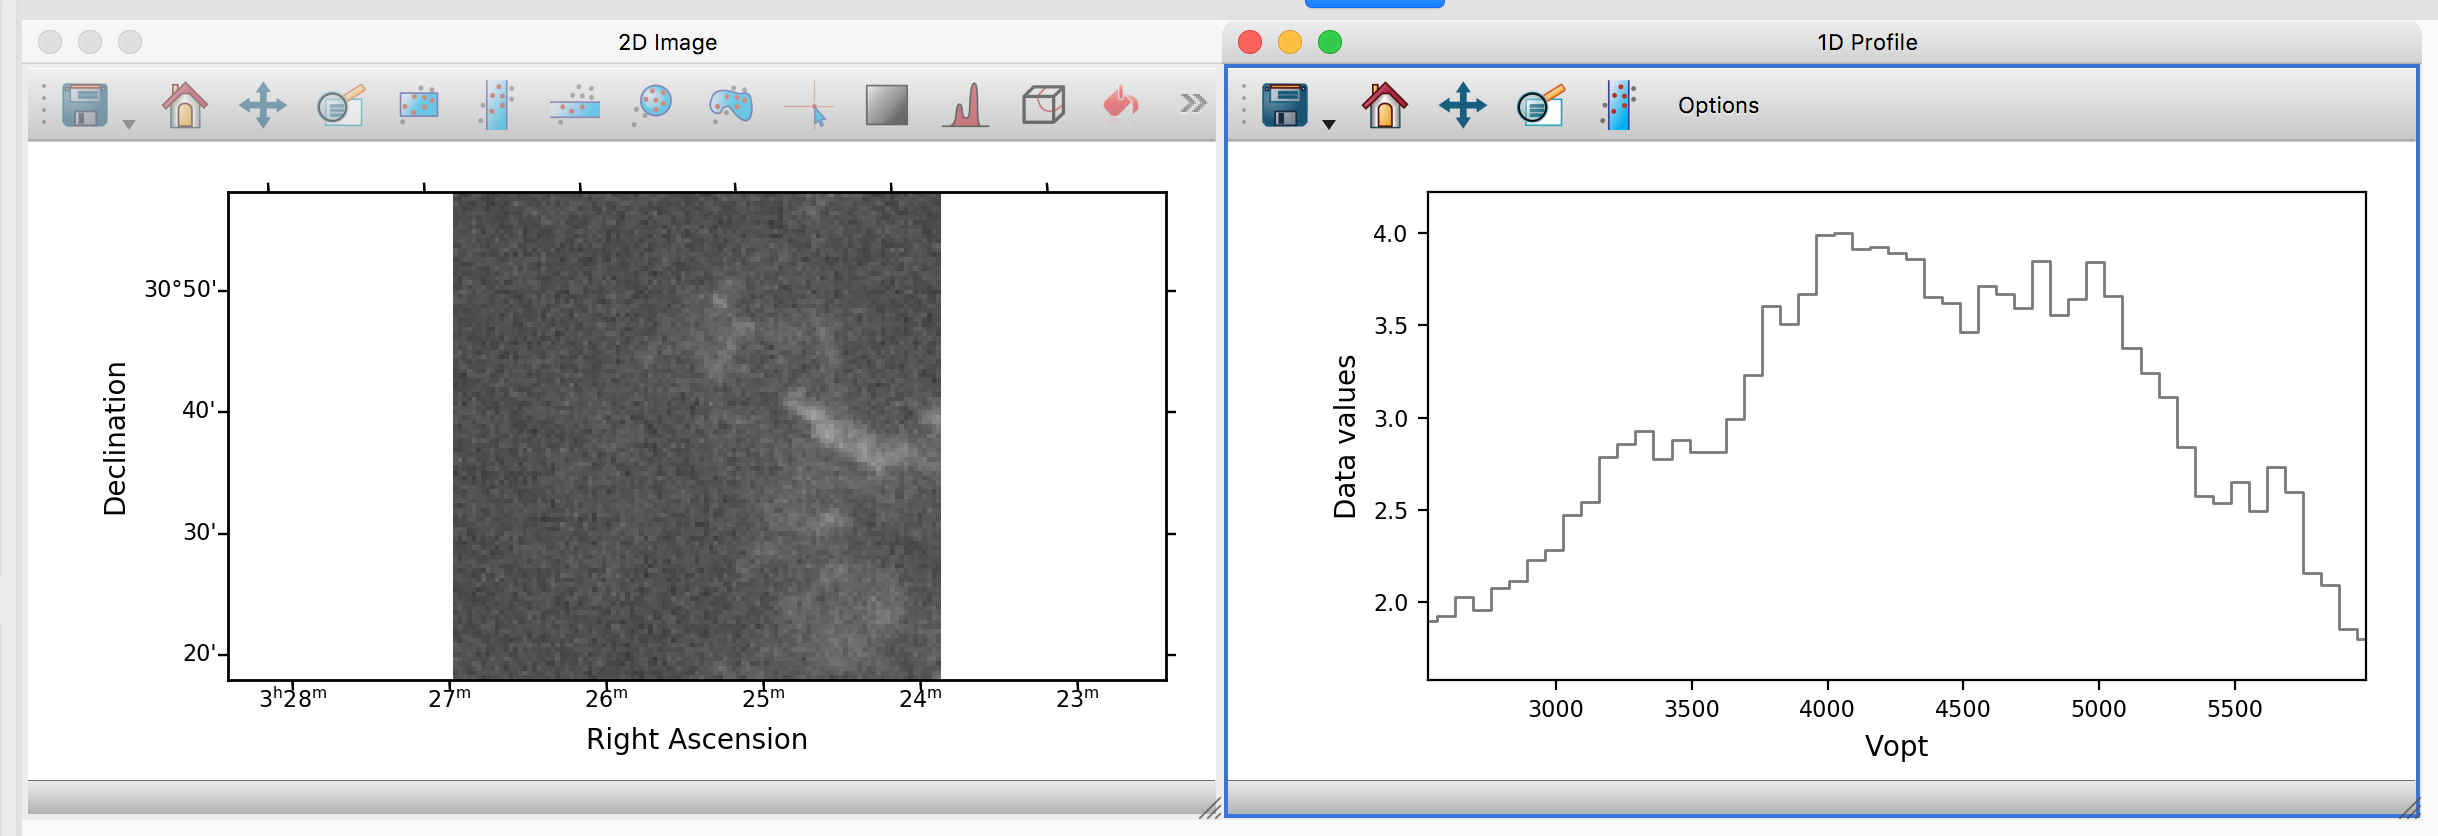 2D Image
1D Profile
Options
30°50'
40'
30'
20'
Declination
3ʰ28ᵐ 27ᵐ 26ᵐ 25ᵐ 24ᵐ 23ᵐ
Right Ascension
4.0
3.5
3.0
2.5
2.0
Data values
3000 3500 4000 4500 5000 5500
Vopt